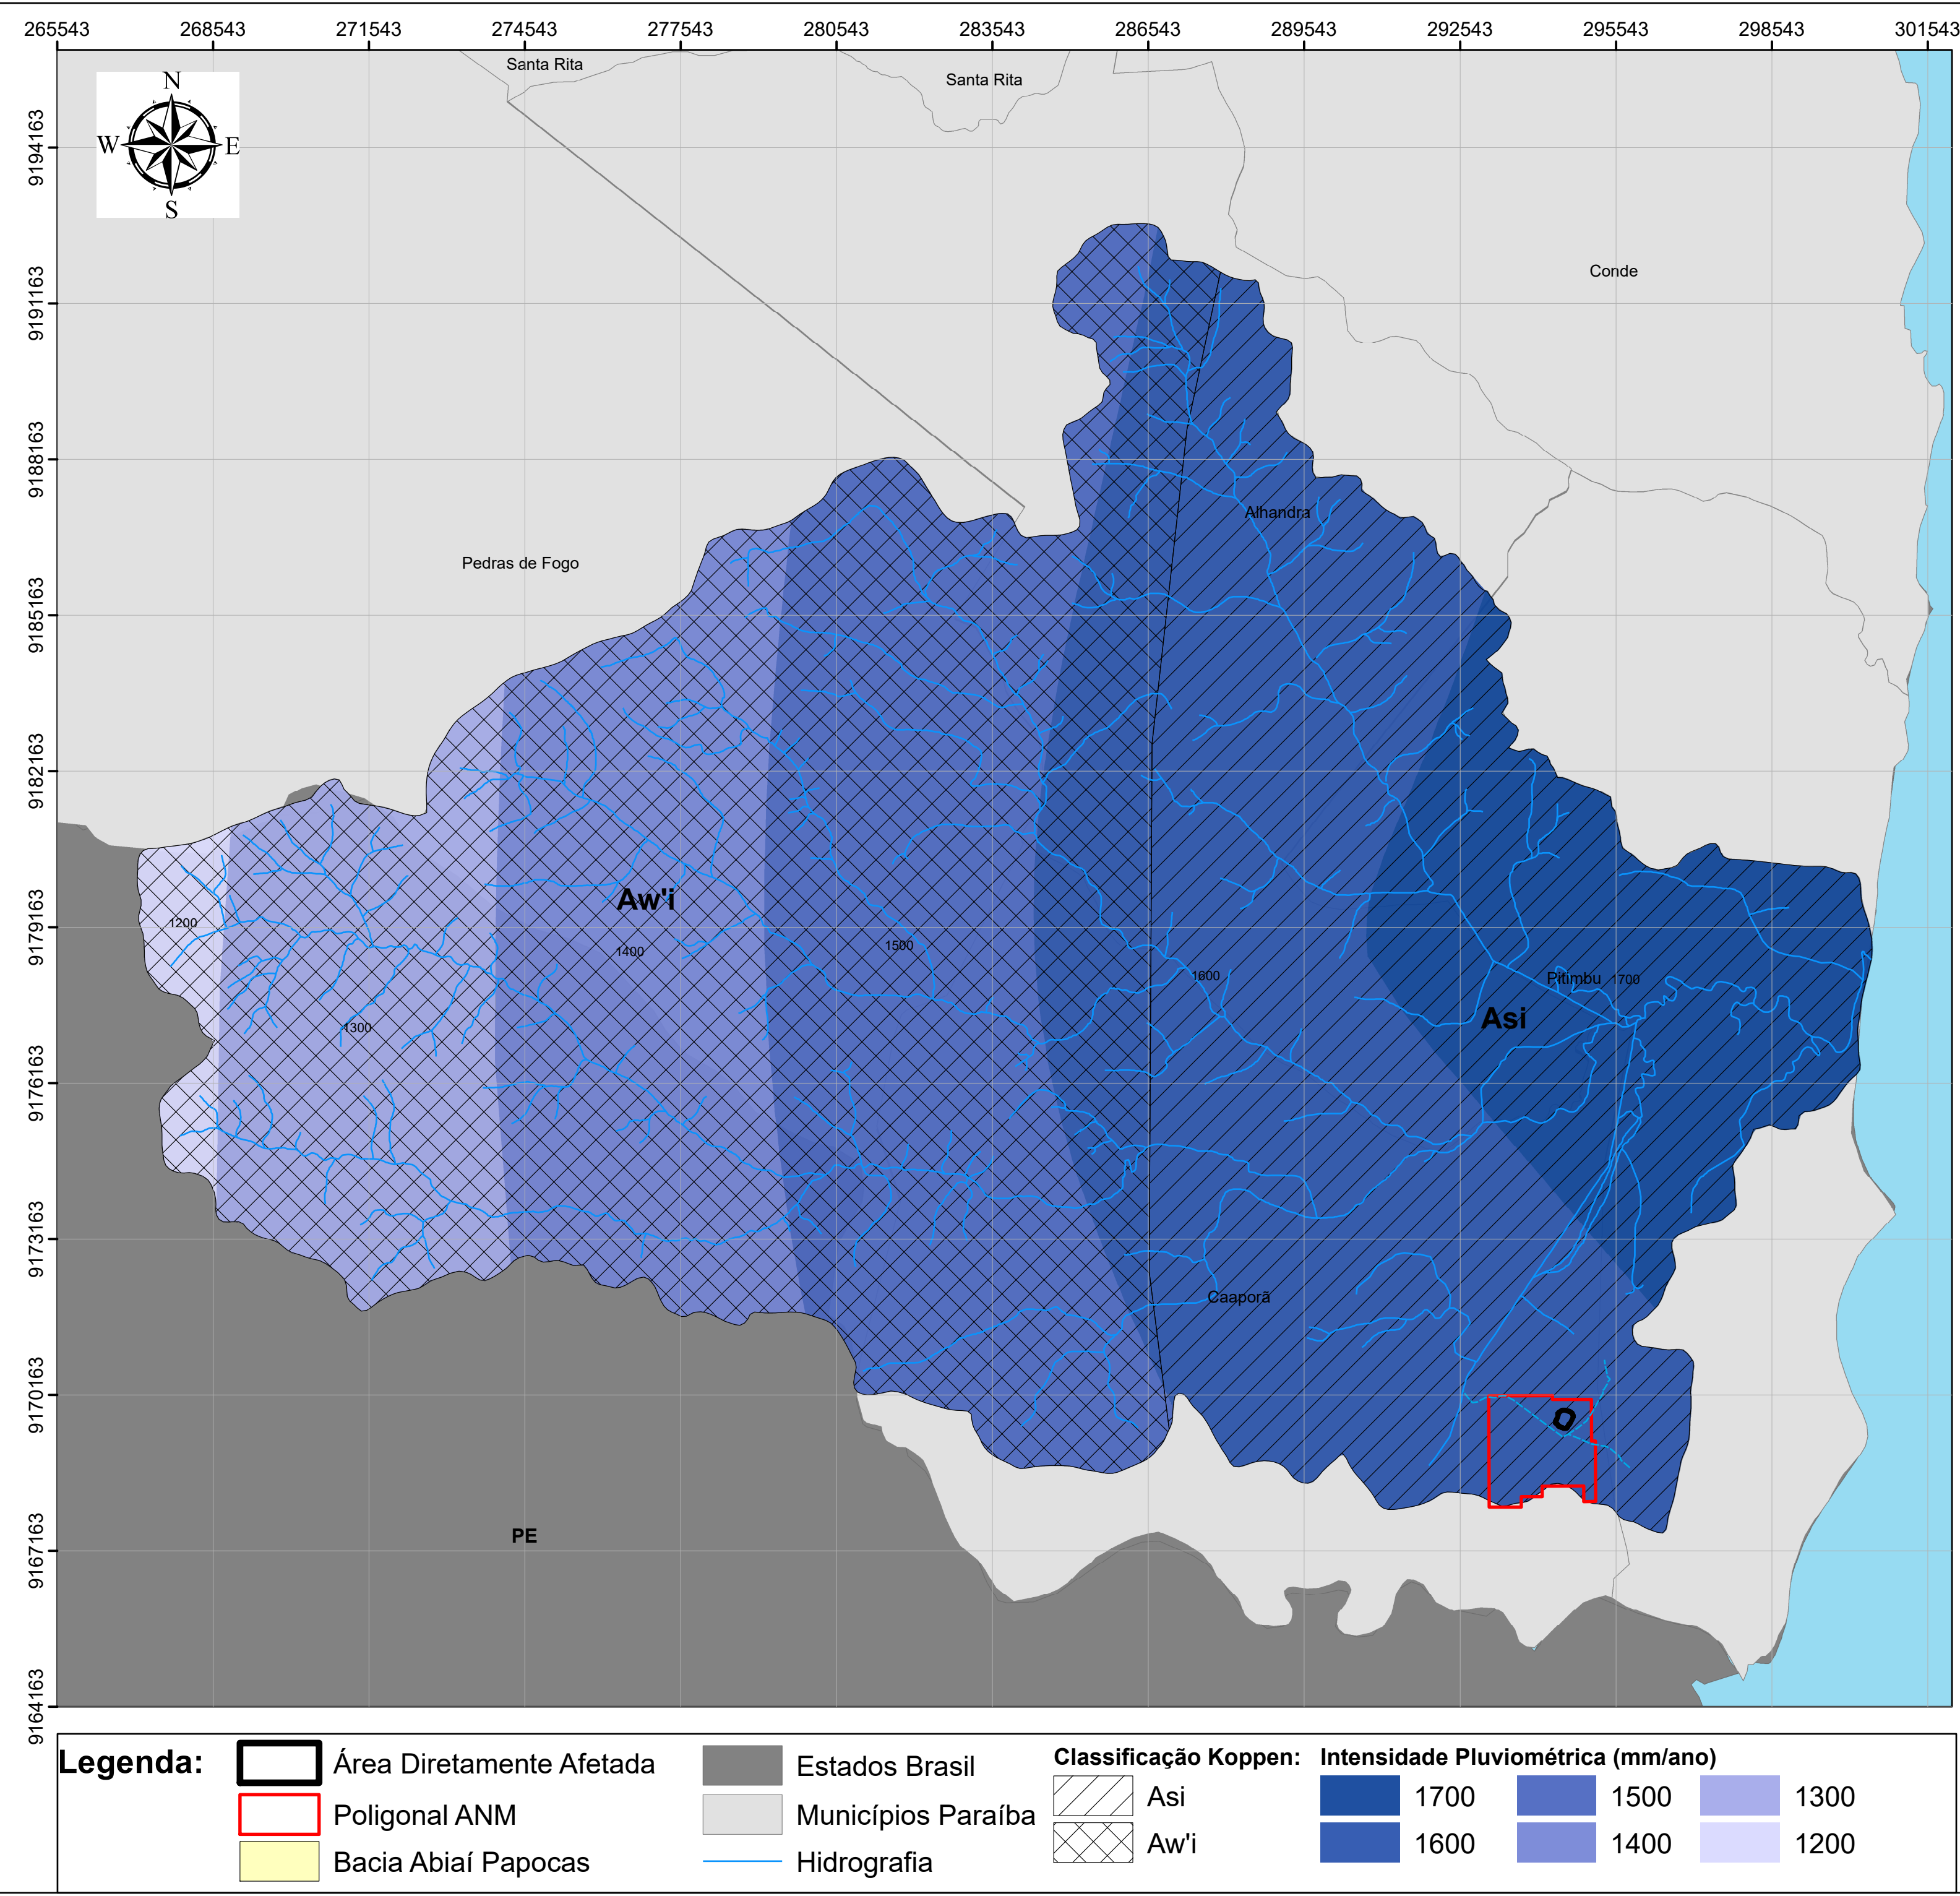 265543 268543 271543 274543 277543 280543 283543 286543 289543 292543 295543 298543 301543
Santa Rita
Santa Rita
N
W E
S
9194163
Conde
9191163
9188163
Alhandra
Pedras de Fogo
9185163
9182163
Aw'i
1200
9179163
1400
1500
1600
Pitimbu 1700
Asi
1300
9176163
9173163
Caaporã
9170163
PE
9167163
9164163
Legenda:
Área Diretamente Afetada
Poligonal ANM
Bacia Abiaí Papocas
Estados Brasil
Municípios Paraíba
Hidrografia
Classificação Koppen:
Asi
Aw'i
Intensidade Pluviométrica (mm/ano)
1700 1500 1300
1600 1400 1200